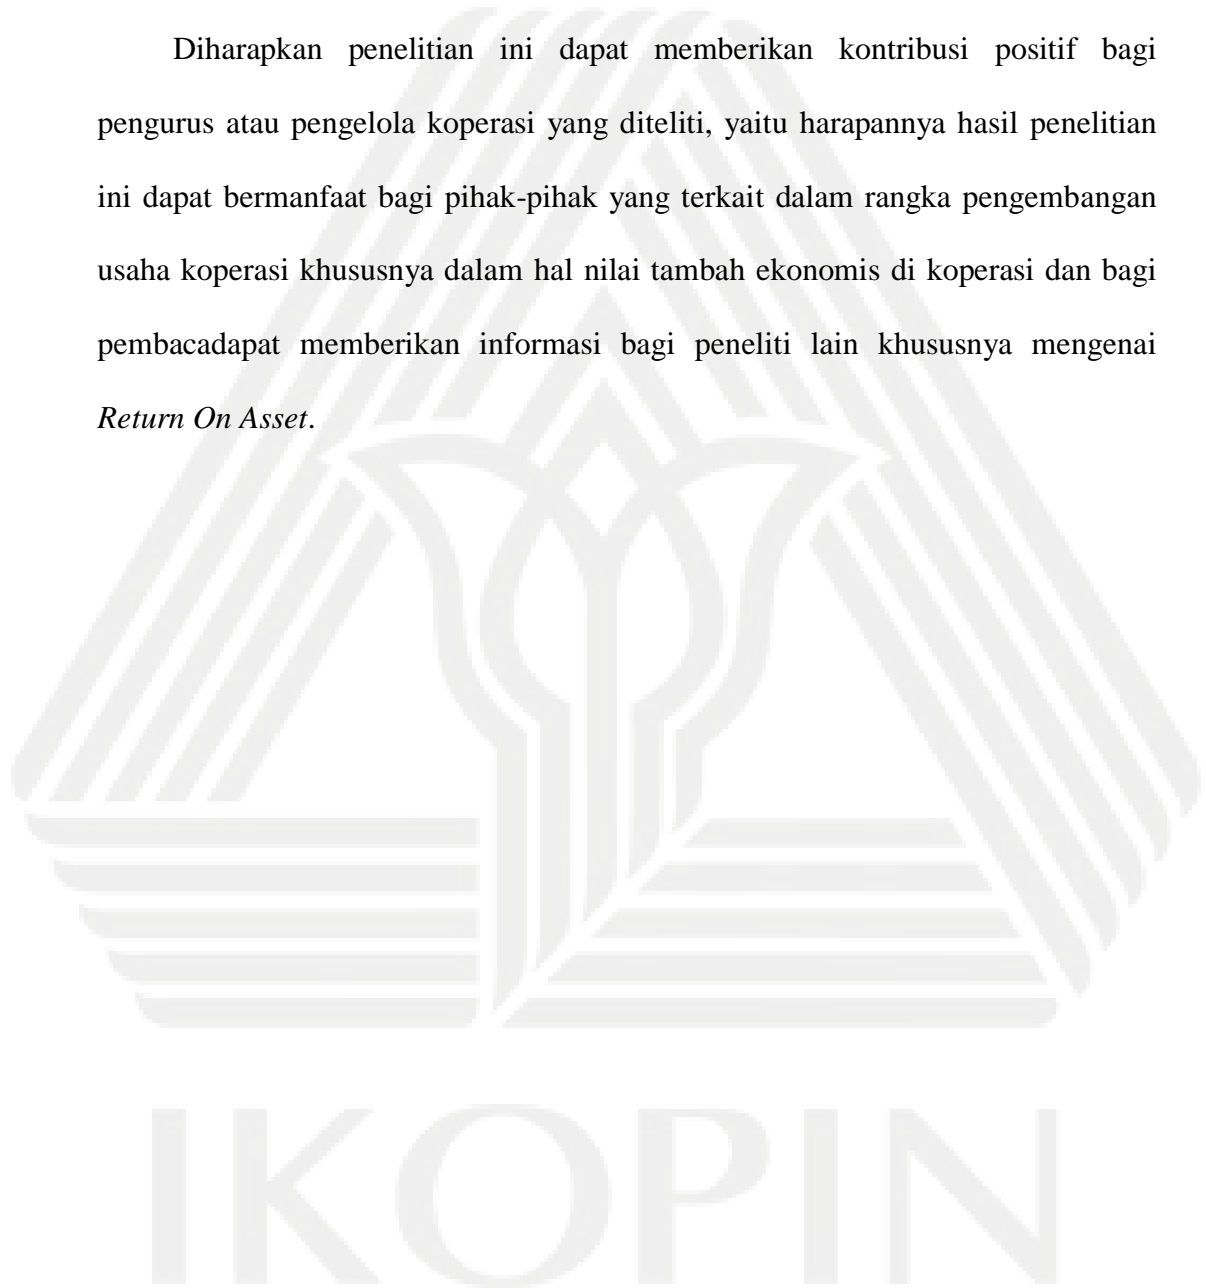 Diharapkan penelitian ini dapat memberikan kontribusi positif bagi
pengurus atau pengelola koperasi yang diteliti, yaitu harapannya hasil penelitian
ini dapat bermanfaat bagi pihak-pihak yang terkait dalam rangka pengembangan
usaha koperasi khususnya dalam hal nilai tambah ekonomis di koperasi dan bagi
pembacadapat memberikan informasi bagi peneliti lain khususnya mengenai
Return On Asset.
IKOPIN